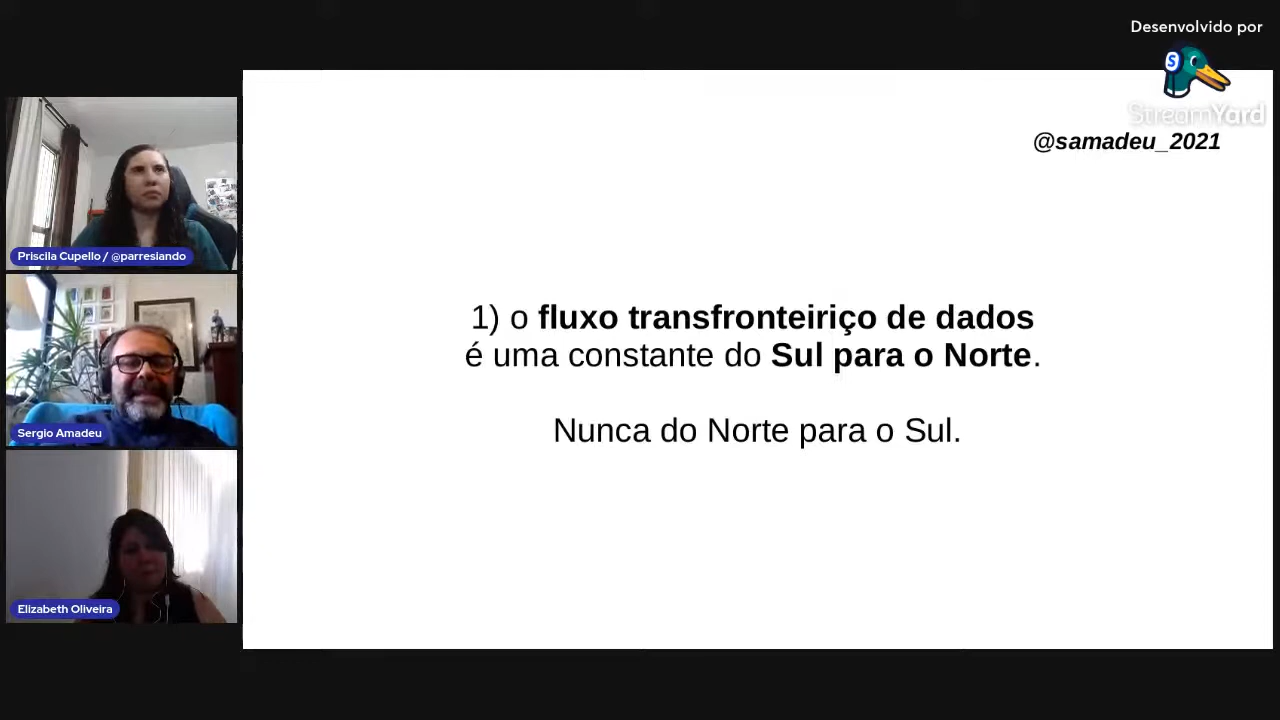 Desenvolvido por
StreamYard
@samadeu_2021
Priscila Cupello / @parresiando
Sergio Amadeu
Elizabeth Oliveira
1) o fluxo transfronteiriço de dados
é uma constante do Sul para o Norte.
Nunca do Norte para o Sul.